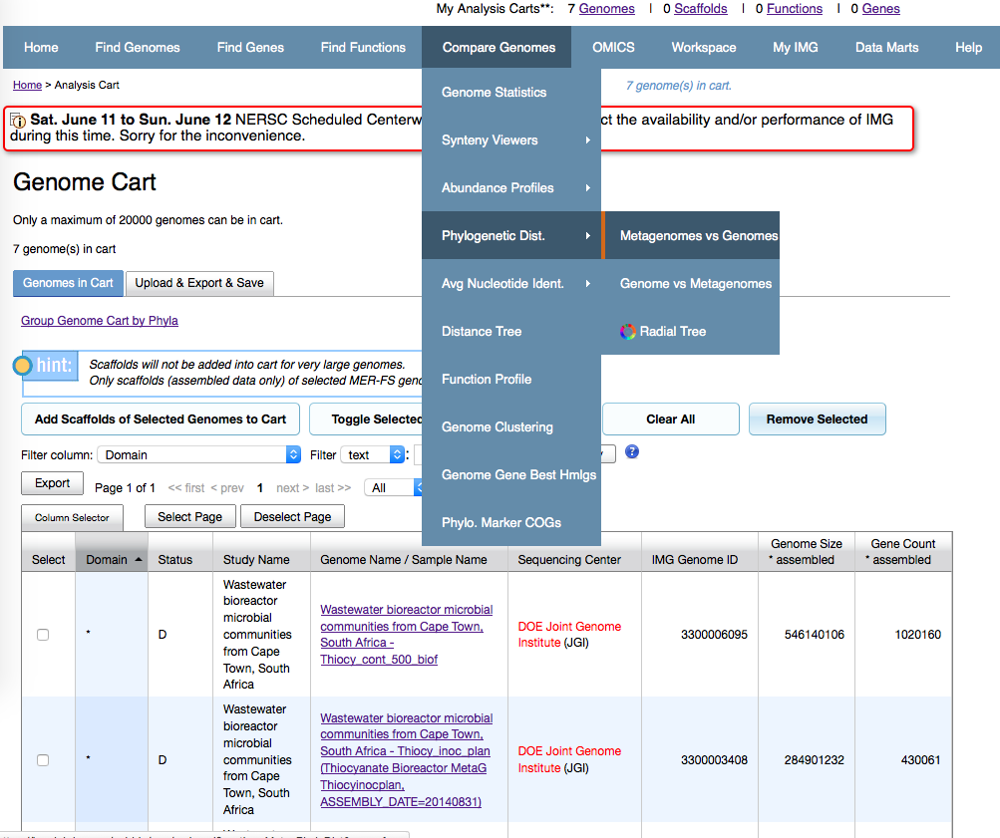 My Analysis Carts**: 7 Genomes | 0 Scaffolds | 0 Functions | 0 Genes
Home Find Genomes Find Genes Find Functions Compare Genomes OMICS Workspace My IMG Data Marts Help
Home > Analysis Cart
7 genome(s) in cart.
Genome Statistics
Synteny Viewers
Abundance Profiles
Phylogenetic Dist.
Avg Nucleotide Ident.
Distance Tree
Function Profile
Genome Clustering
Genome Gene Best Hmlgs
Phylo. Marker COGs
Metagenomes vs Genomes
Genome vs Metagenomes
Radial Tree
Sat. June 11 to Sun. June 12 NERSC Scheduled Centerw ct the availability and/or performance of IMG
during this time. Sorry for the inconvenience.
Genome Cart
Only a maximum of 20000 genomes can be in cart.
7 genome(s) in cart
Genomes in Cart Upload & Export & Save
Group Genome Cart by Phyla
hint: Scaffolds will not be added into cart for very large genomes.
Only scaffolds (assembled data only) of selected MER-FS geno
Add Scaffolds of Selected Genomes to Cart Toggle Selected Clear All Remove Selected
Filter column: Domain Filter text : ?
Export Page 1 of 1 << first < prev 1 next > last >> All
Column Selector Select Page Deselect Page
Select Domain Status Study Name Genome Name / Sample Name Sequencing Center IMG Genome ID Genome Size * assembled Gene Count * assembled
* D
Wastewater
bioreactor
microbial
communities
from Cape
Town, South
Africa
Wastewater bioreactor microbial
communities from Cape Town,
South Africa -
Thiocy_cont_500_biof
DOE Joint Genome
Institute (JGI)
3300006095 546140106 1020160
* D
Wastewater
bioreactor
microbial
communities
from Cape
Town, South
Africa
Wastewater bioreactor microbial
communities from Cape Town,
South Africa - Thiocy_inoc_plan
(Thiocyanate Bioreactor MetaG
Thiocyinocplan,
ASSEMBLY_DATE=20140831)
DOE Joint Genome
Institute (JGI)
3300003408 284901232 430061